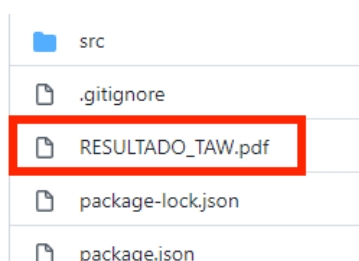 src
.gitignore
RESULTADO_TAW.pdf
package-lock.json
package.json